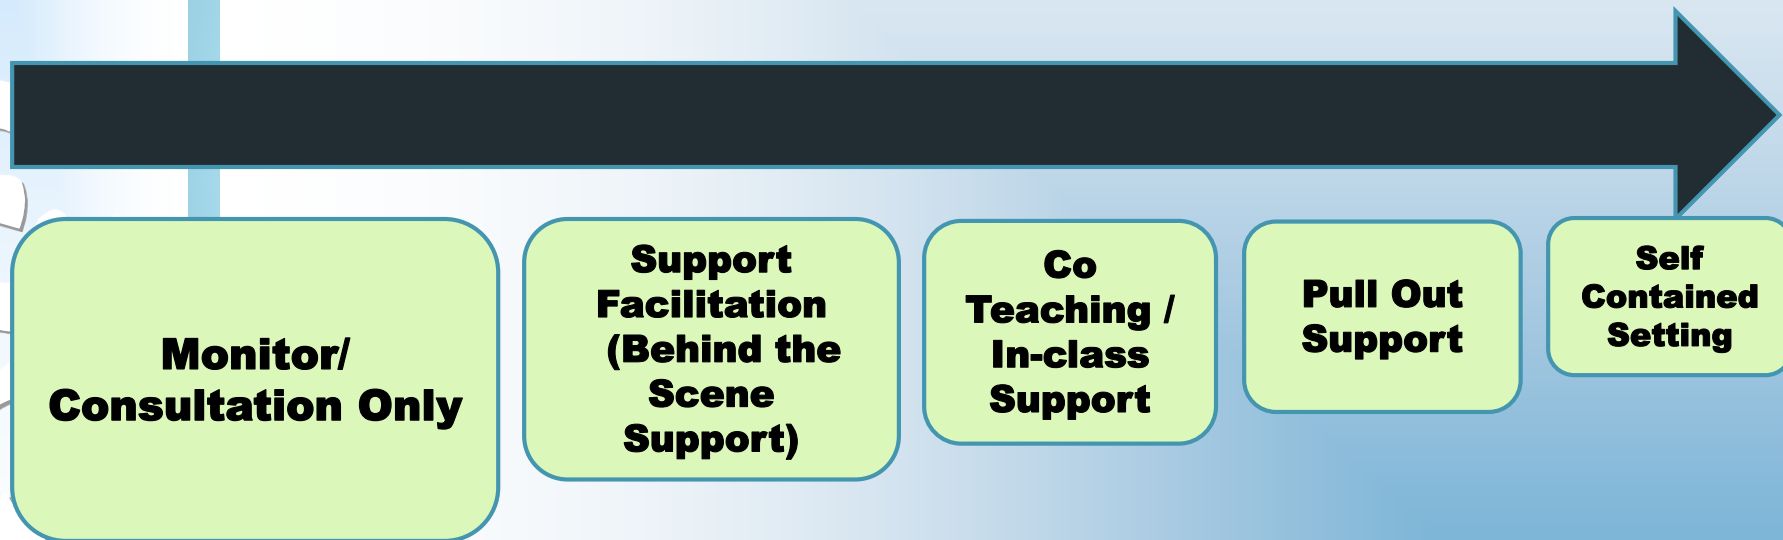 Monitor/
Consultation Only
Support
Facilitation
(Behind the
Scene
Support)
Co
Teaching /
In-class
Support
Pull Out
Support
Self
Contained
Setting